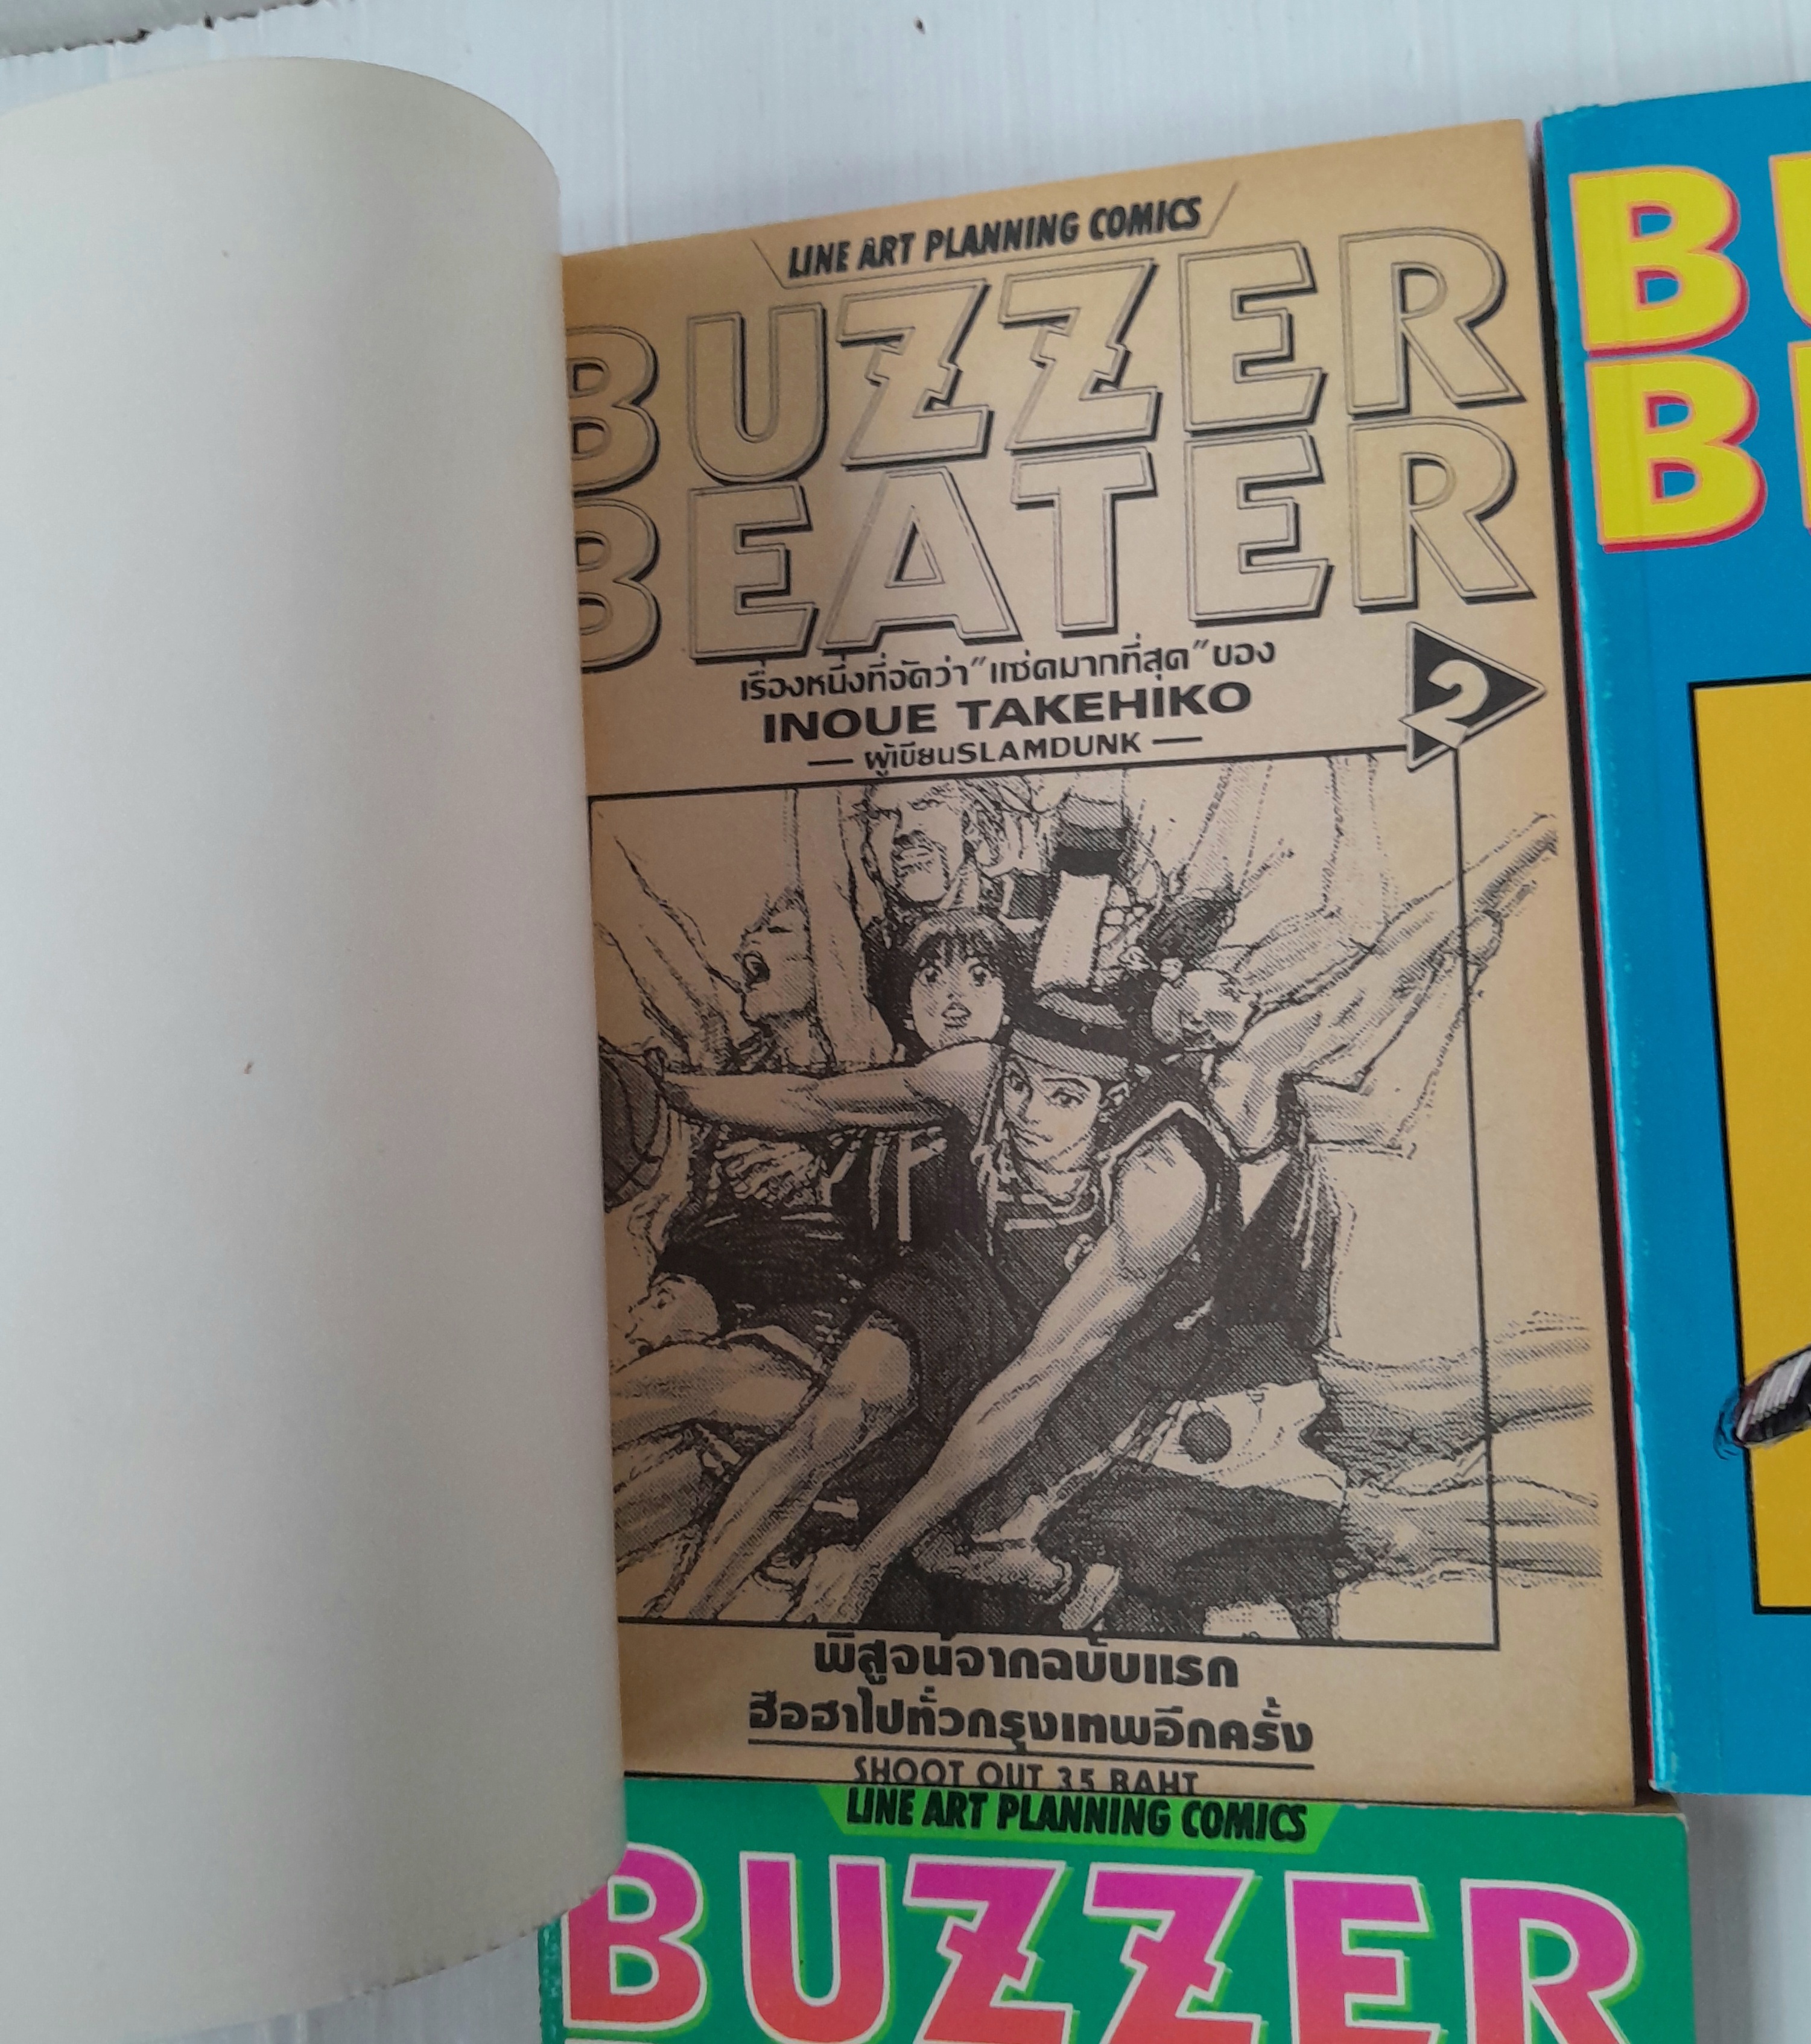 LINE ART PLANNING COMICS
BUZZER
BEATER
เรื่องหนึ่งที่จัดว่า"แซ่ดมากที่สุด"ของ
INOUE TAKEHIKO
— ผู้เขียนSLAMDUNK —
2
พิสูจน์จากฉบับแรก
ฮือฮาไปทั่วกรุงเทพอีกครั้ง
SHOOT OUT 35 BAHT
LINE ART PLANNING COMICS
BUZZER